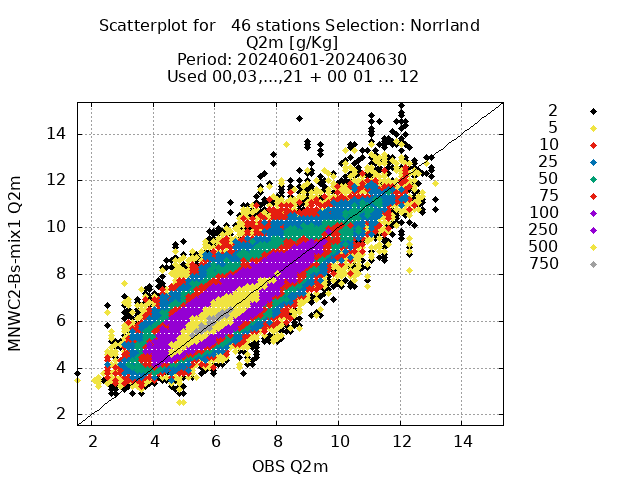 Scatterplot for   46 stations Selection: Norrland
Q2m [g/Kg]
Period: 20240601-20240630
Used 00,03,...,21 + 00 01 ... 12
14
12
10
8
6
4
2
2 4 6 8 10 12 14
MNWC2-Bs-mix1 Q2m
OBS Q2m
2
5
10
25
50
75
100
250
500
750